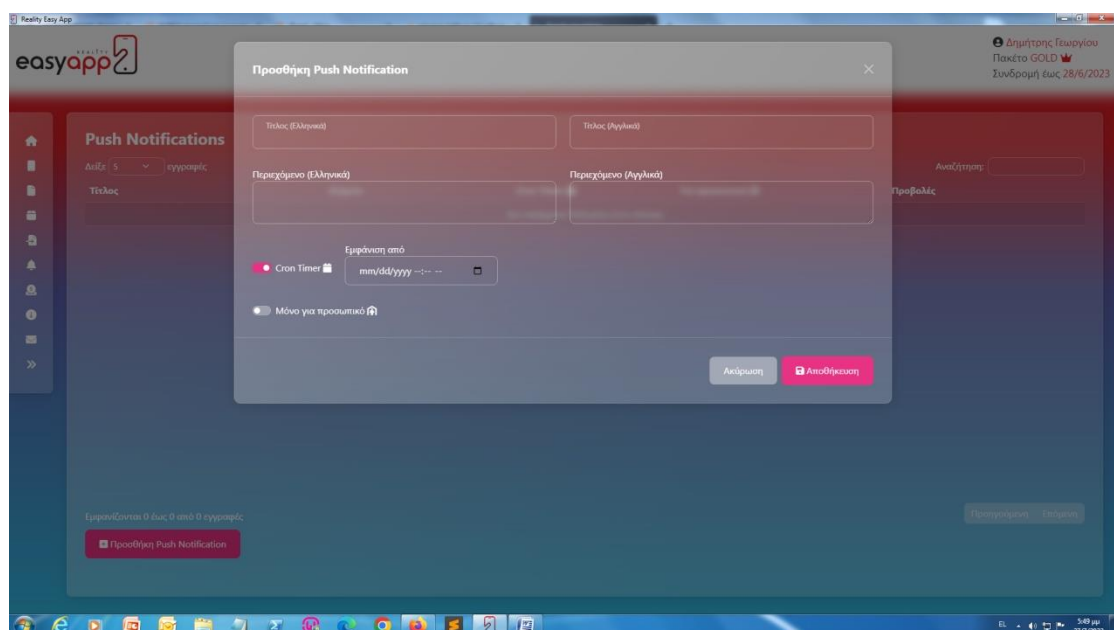 Reality Easy App
REALITY
easyapp
Δημήτρης Γεωργίου
Πακέτο GOLD
Συνδρομή έως 28/6/2023
Προσθήκη Push Notification
Τίτλος (Ελληνικά)
Τίτλος (Αγγλικά)
Περιεχόμενο (Ελληνικά)
Περιεχόμενο (Αγγλικά)
Cron Timer
Εμφάνιση από
mm/dd/yyyy --:-- --
Μόνο για προσωπικό
Ακύρωση
Αποθήκευση
Push Notifications
Δείξε 5 εγγραφές
Αναζήτηση:
Τίτλος
Προβολές
Εμφανίζονται 0 έως 0 από 0 εγγραφές
Προηγούμενη Επόμενη
Προσθήκη Push Notification
EL
5:49 μμ